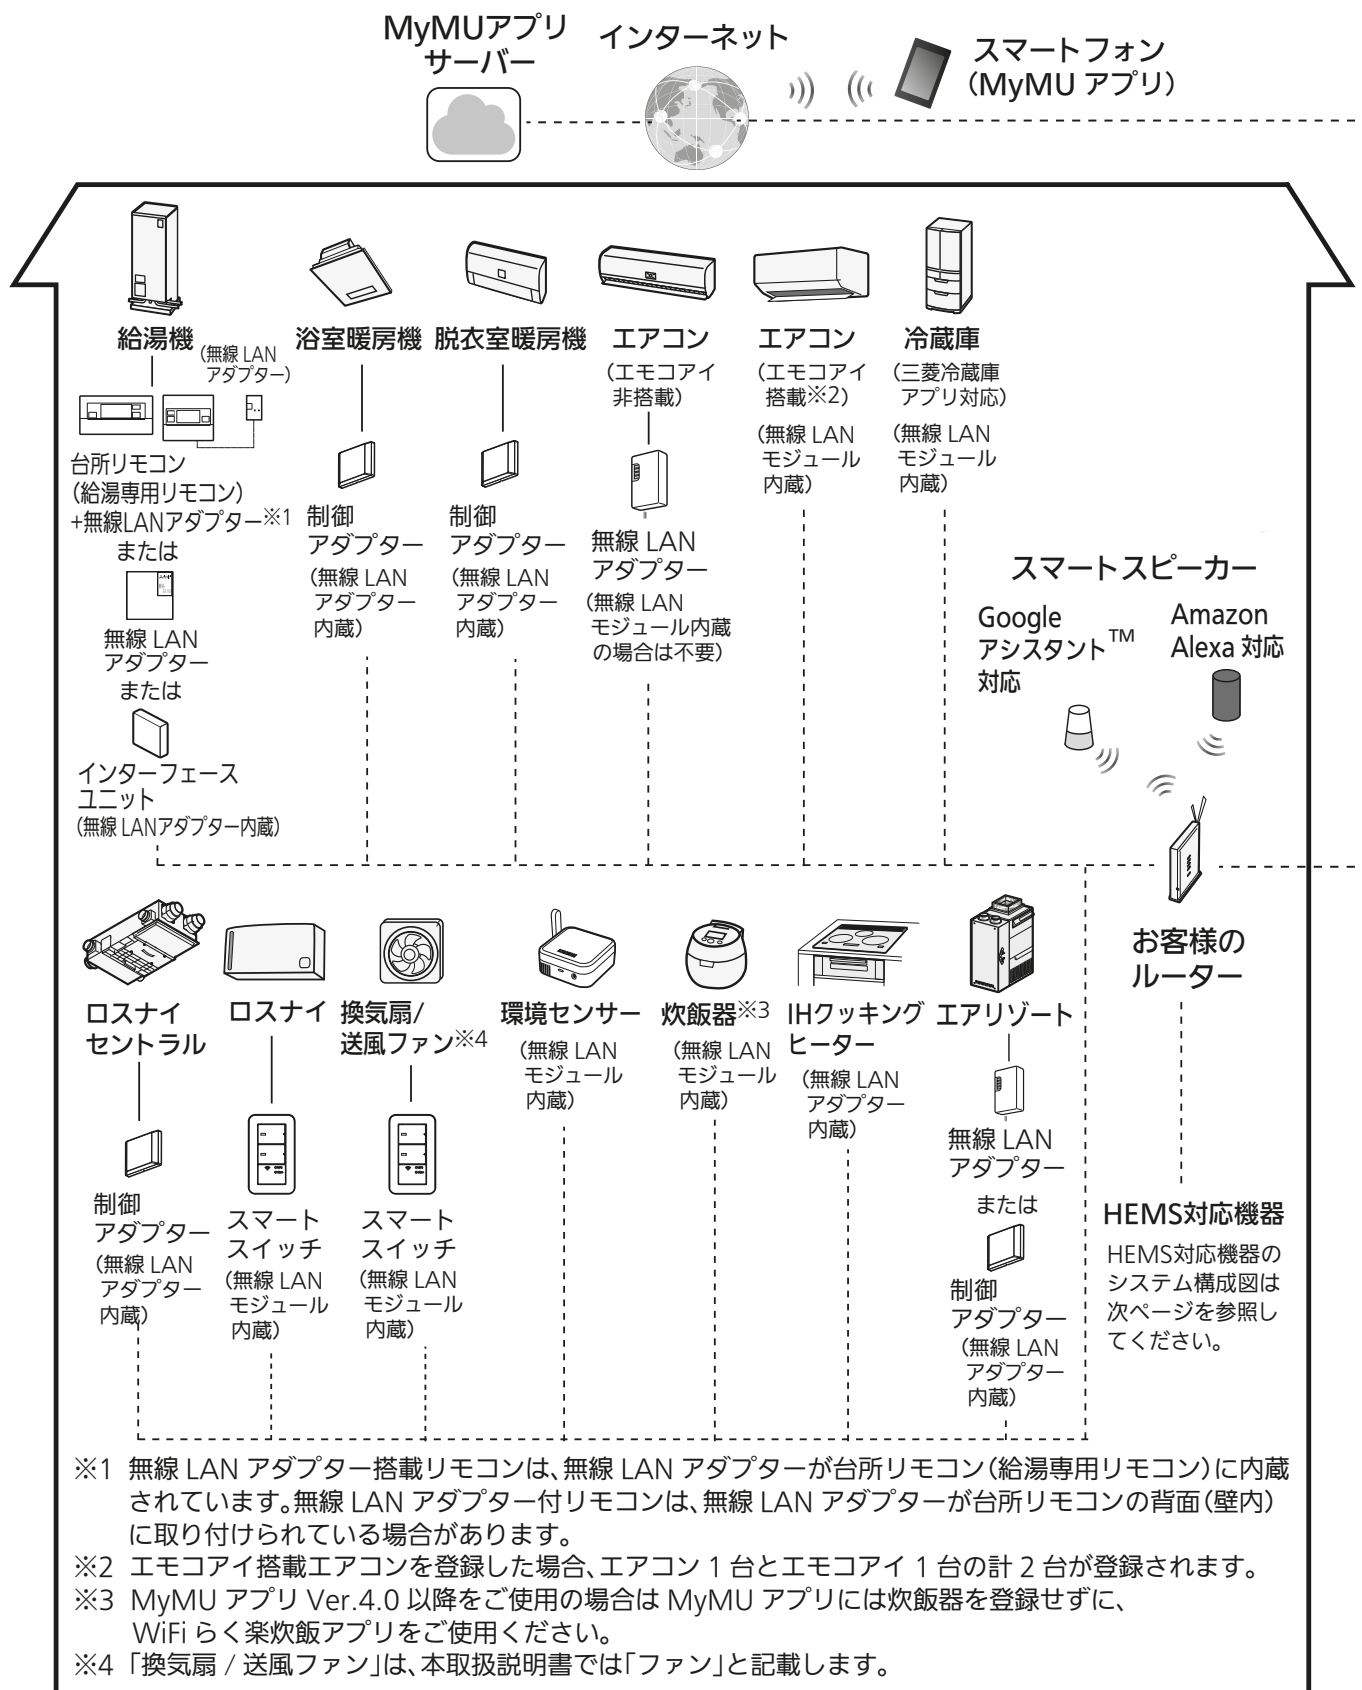 MyMUアプリ
サーバー
インターネット
スマートフォン
（MyMU アプリ）
給湯機
（無線 LAN
アダプター）
台所リモコン
（給湯専用リモコン）
+無線LANアダプター※1
または
無線 LAN
アダプター
または
インターフェース
ユニット
（無線 LANアダプター内蔵）
浴室暖房機
制御
アダプター
（無線 LAN
アダプター
内蔵）
脱衣室暖房機
制御
アダプター
（無線 LAN
アダプター
内蔵）
エアコン
（エモコアイ
非搭載）
無線 LAN
アダプター
（無線 LAN
モジュール内蔵
の場合は不要）
エアコン
（エモコアイ
搭載※2）
（無線 LAN
モジュール
内蔵）
冷蔵庫
（三菱冷蔵庫
アプリ対応）
（無線 LAN
モジュール
内蔵）
スマートスピーカー
Google
アシスタント™
対応
Amazon
Alexa 対応
お客様の
ルーター
HEMS対応機器
HEMS対応機器の
システム構成図は
次ページを参照し
てください。
ロスナイ
セントラル
制御
アダプター
（無線 LAN
アダプター
内蔵）
ロスナイ
スマート
スイッチ
（無線 LAN
モジュール
内蔵）
換気扇/
送風ファン※4
スマート
スイッチ
（無線 LAN
モジュール
内蔵）
環境センサー
（無線 LAN
モジュール
内蔵）
炊飯器※3
（無線 LAN
モジュール
内蔵）
IHクッキング
ヒーター
（無線 LAN
アダプター
内蔵）
エアリゾート
無線 LAN
アダプター
または
制御
アダプター
（無線 LAN
アダプター
内蔵）
※1 無線 LAN アダプター搭載リモコンは、無線 LAN アダプターが台所リモコン（給湯専用リモコン）に内蔵
されています。無線 LAN アダプター付リモコンは、無線 LAN アダプターが台所リモコンの背面（壁内）
に取り付けられている場合があります。
※2 エモコアイ搭載エアコンを登録した場合、エアコン 1 台とエモコアイ 1 台の計 2 台が登録されます。
※3 MyMU アプリ Ver.4.0 以降をご使用の場合は MyMU アプリには炊飯器を登録せずに、
WiFi らく楽炊飯アプリをご使用ください。
※4 「換気扇 / 送風ファン」は、本取扱説明書では「ファン」と記載します。